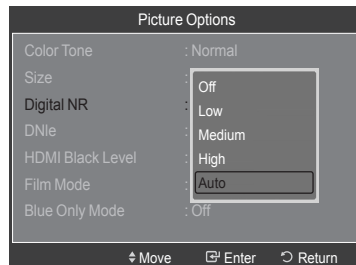 Picture Options
Color Tone : Normal
Size :
Digital NR :
DNIe :
HDMI Black Level :
Film Mode :
Blue Only Mode : Off
Off
Low
Medium
High
Auto
Move Enter Return